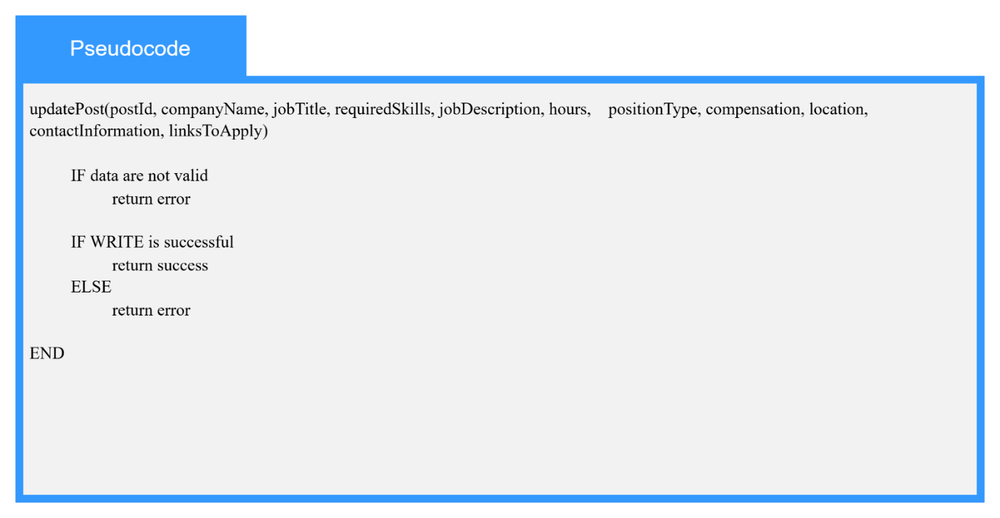 Pseudocode
updatePost(postId, companyName, jobTitle, requiredSkills, jobDescription, hours, positionType, compensation, location,
contactInformation, linksToApply)
IF data are not valid
return error
IF WRITE is successful
return success
ELSE
return error
END